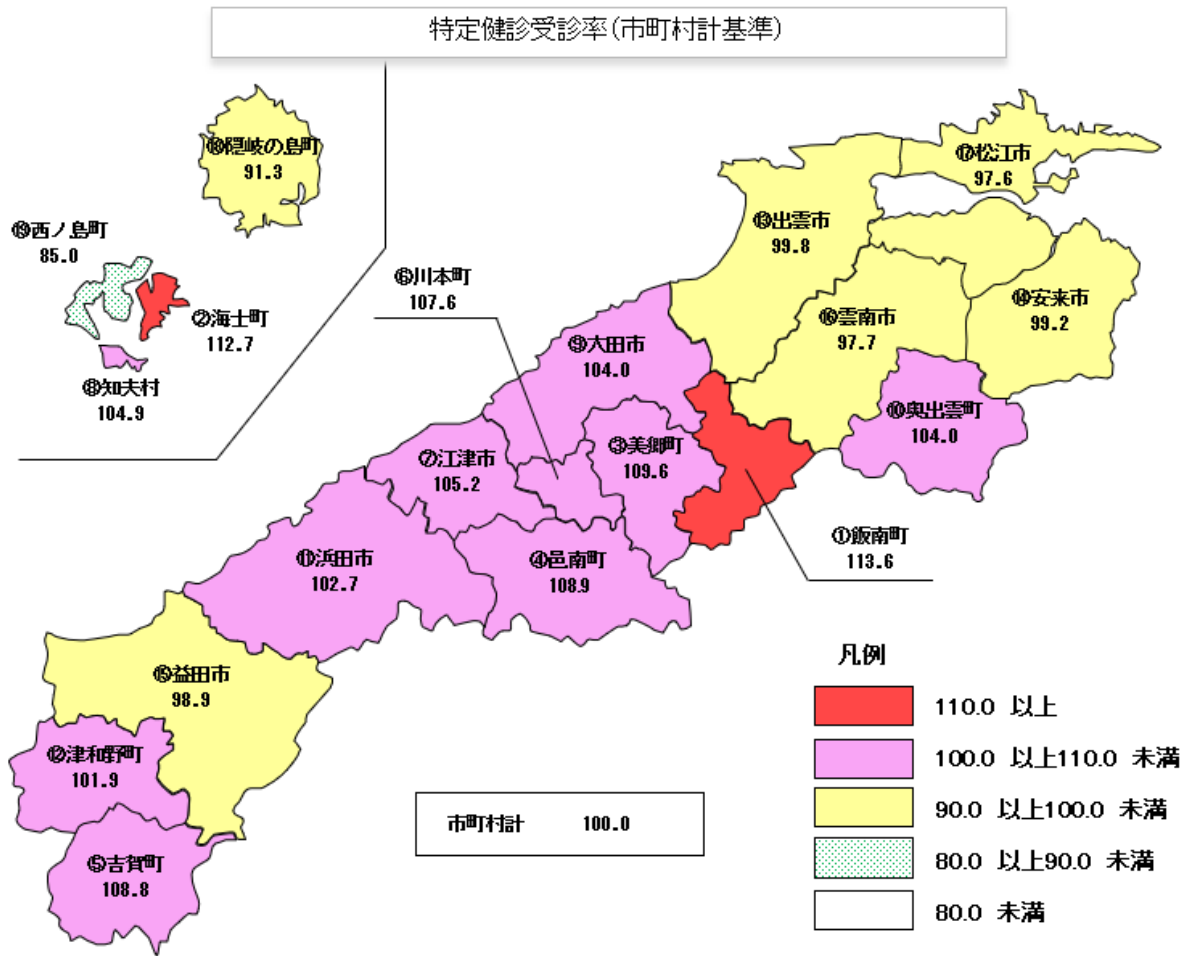 特定健診受診率(市町村計基準)
⑱隠岐の島町
91.3
⑲西ノ島町
85.0
②海士町
112.7
⑧知夫村
104.9
⑰松江市
97.6
⑬出雲市
99.8
⑭安来市
99.2
⑯雲南市
97.7
⑥川本町
107.6
⑨大田市
104.0
⑩奥出雲町
104.0
③美郷町
109.6
⑦江津市
105.2
①飯南町
113.6
④邑南町
108.9
⑪浜田市
102.7
⑮益田市
98.9
⑫津和野町
101.9
⑤吉賀町
108.8
市町村計 100.0
凡例
110.0 以上
100.0 以上110.0 未満
90.0 以上100.0 未満
80.0 以上90.0 未満
80.0 未満